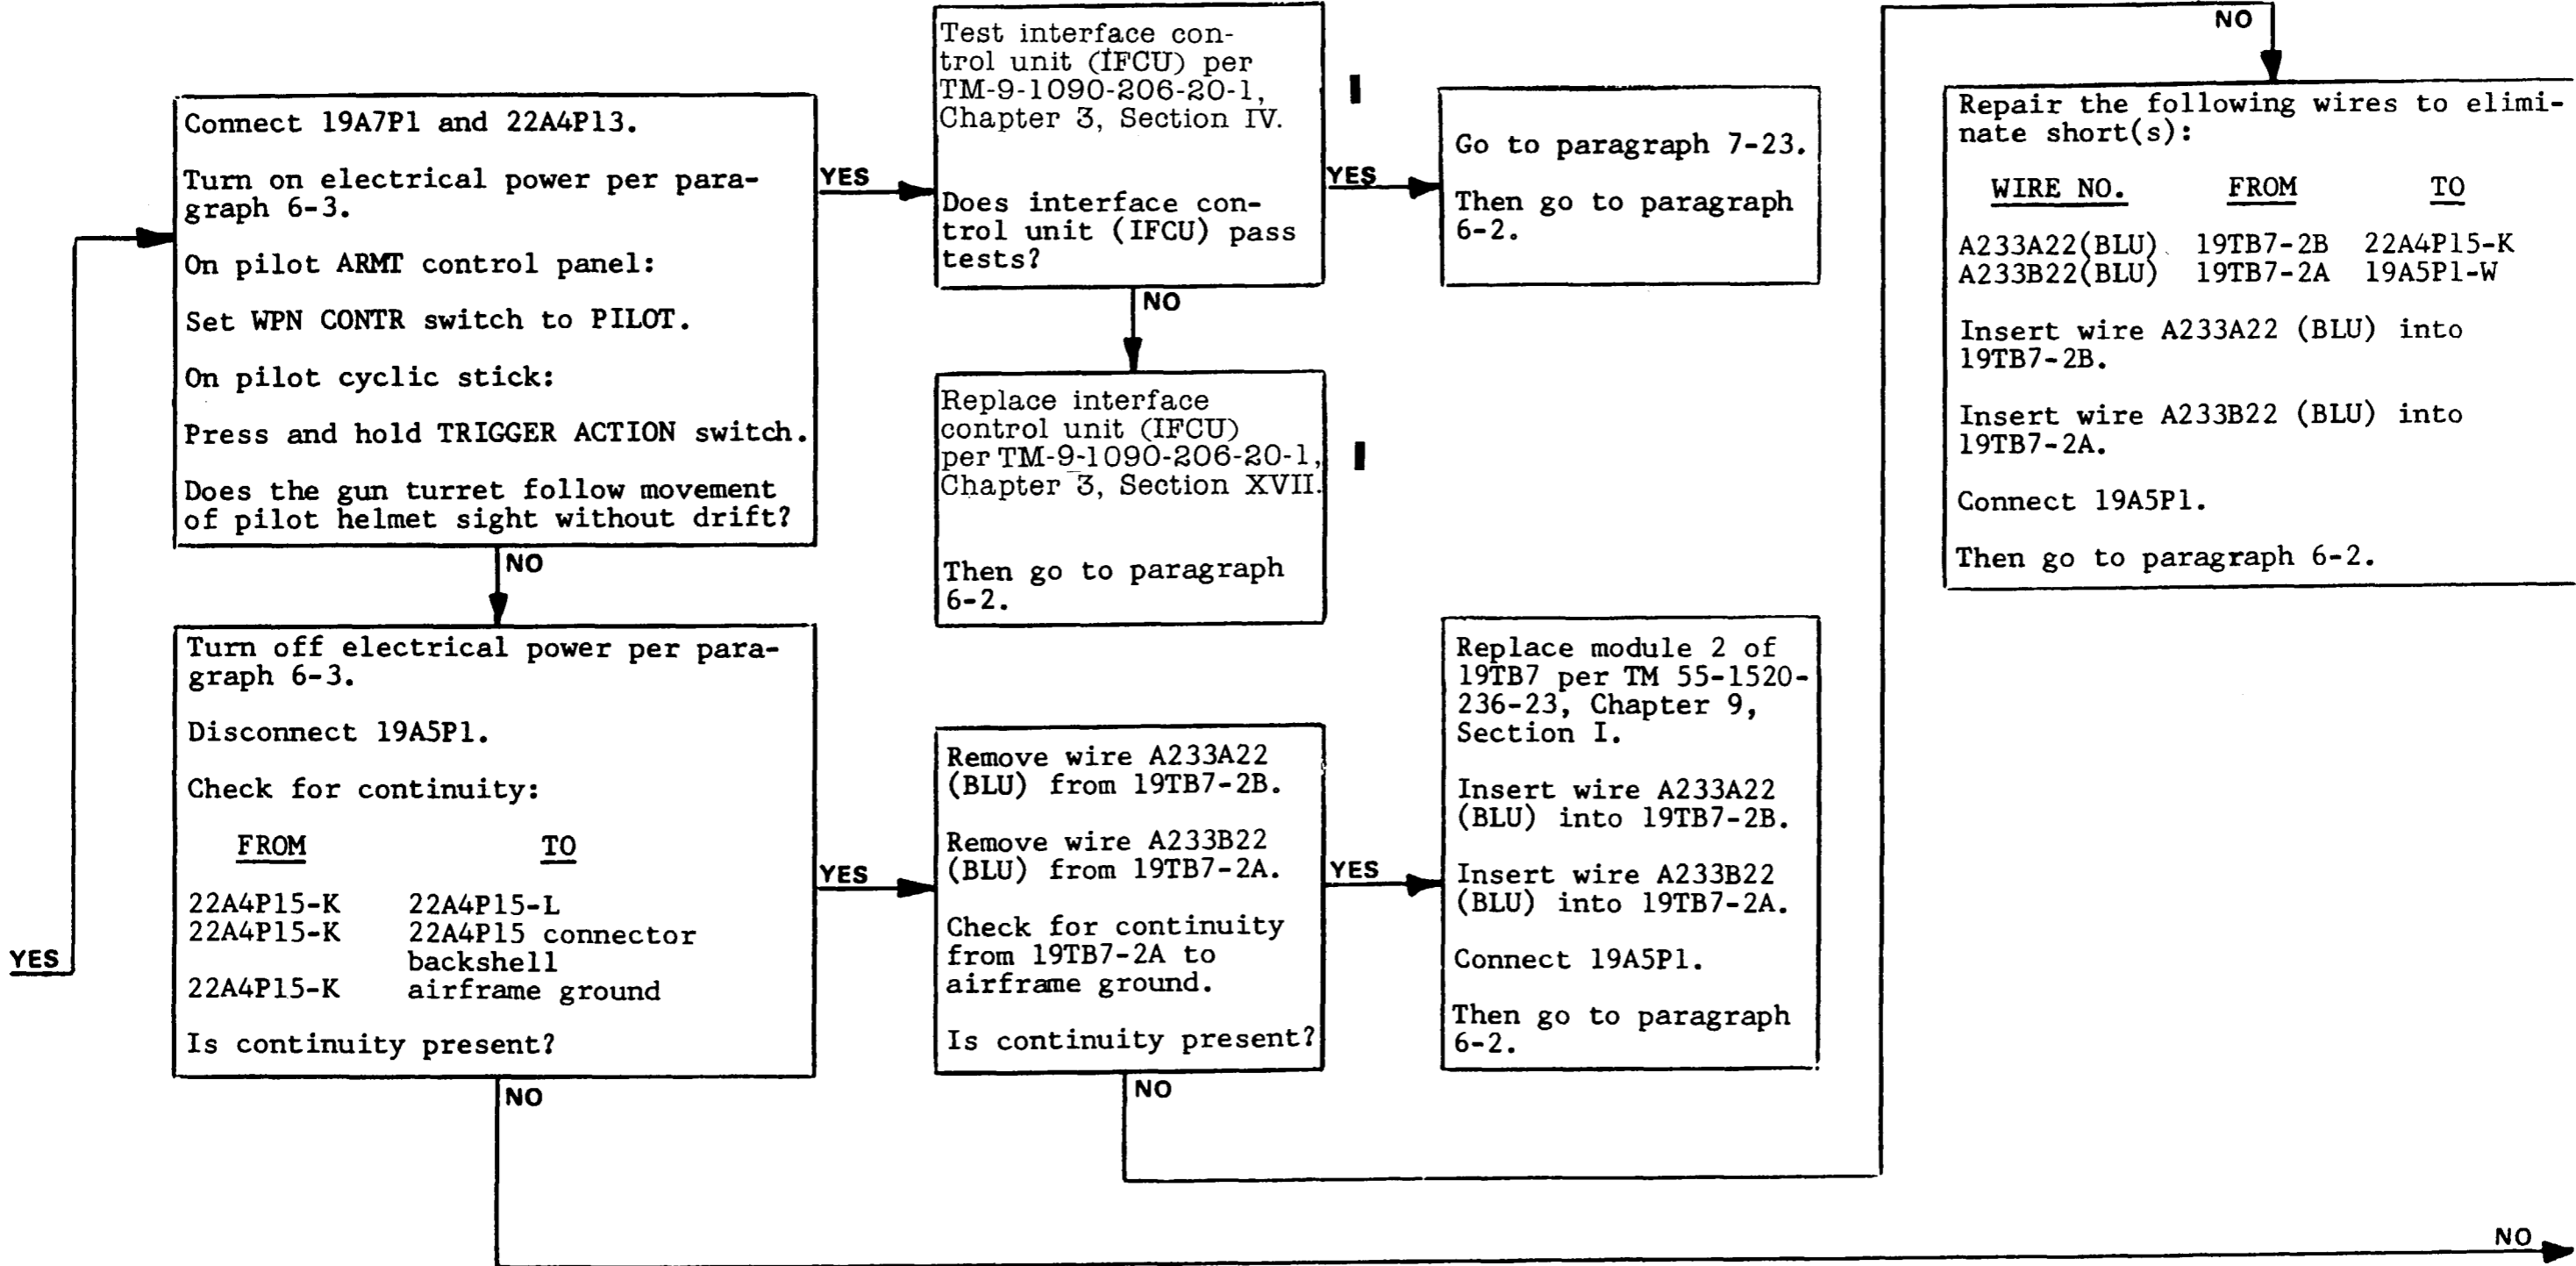 YES
Connect 19A7P1 and 22A4P13.
Turn on electrical power per para-
graph 6-3.
On pilot ARMT control panel:
Set WPN CONTR switch to PILOT.
On pilot cyclic stick:
Press and hold TRIGGER ACTION switch.
Does the gun turret follow movement
of pilot helmet sight without drift?
YES
NO
Test interface con-
trol unit (IFCU) per
TM-9-1090-206-20-1,
Chapter 3, Section IV.
Does interface con-
trol unit (IFCU) pass
tests?
YES
NO
Go to paragraph 7-23.
Then go to paragraph
6-2.
Replace interface
control unit (IFCU)
per TM-9-1090-206-20-1,
Chapter 3, Section XVII.
Then go to paragraph
6-2.
Turn off electrical power per para-
graph 6-3.
Disconnect 19A5P1.
Check for continuity:
FROM TO
22A4P15-K 22A4P15-L
22A4P15-K 22A4P15 connector
backshell
22A4P15-K airframe ground
Is continuity present?
YES
NO
Remove wire A233A22
(BLU) from 19TB7-2B.
Remove wire A233B22
(BLU) from 19TB7-2A.
Check for continuity
from 19TB7-2A to
airframe ground.
Is continuity present?
YES
NO
Replace module 2 of
19TB7 per TM 55-1520-
236-23, Chapter 9,
Section I.
Insert wire A233A22
(BLU) into 19TB7-2B.
Insert wire A233B22
(BLU) into 19TB7-2A.
Connect 19A5P1.
Then go to paragraph
6-2.
NO
Repair the following wires to elimi-
nate short(s):
WIRE NO. FROM TO
A233A22(BLU) 19TB7-2B 22A4P15-K
A233B22(BLU) 19TB7-2A 19A5P1-W
Insert wire A233A22 (BLU) into
19TB7-2B.
Insert wire A233B22 (BLU) into
19TB7-2A.
Connect 19A5P1.
Then go to paragraph 6-2.
NO